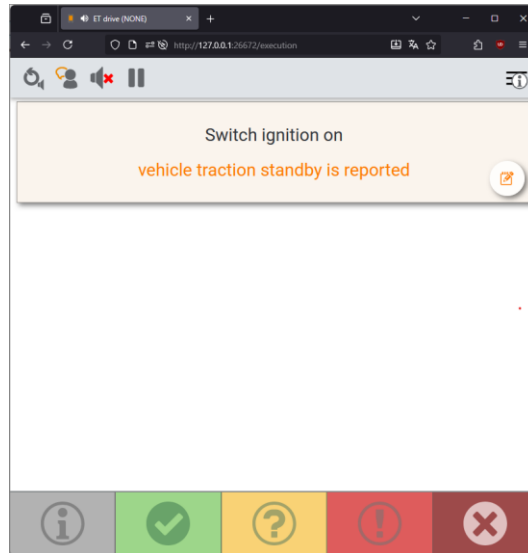 ET drive (NONE)
http://127.0.0.1:26672/execution
Switch ignition on
vehicle traction standby is reported